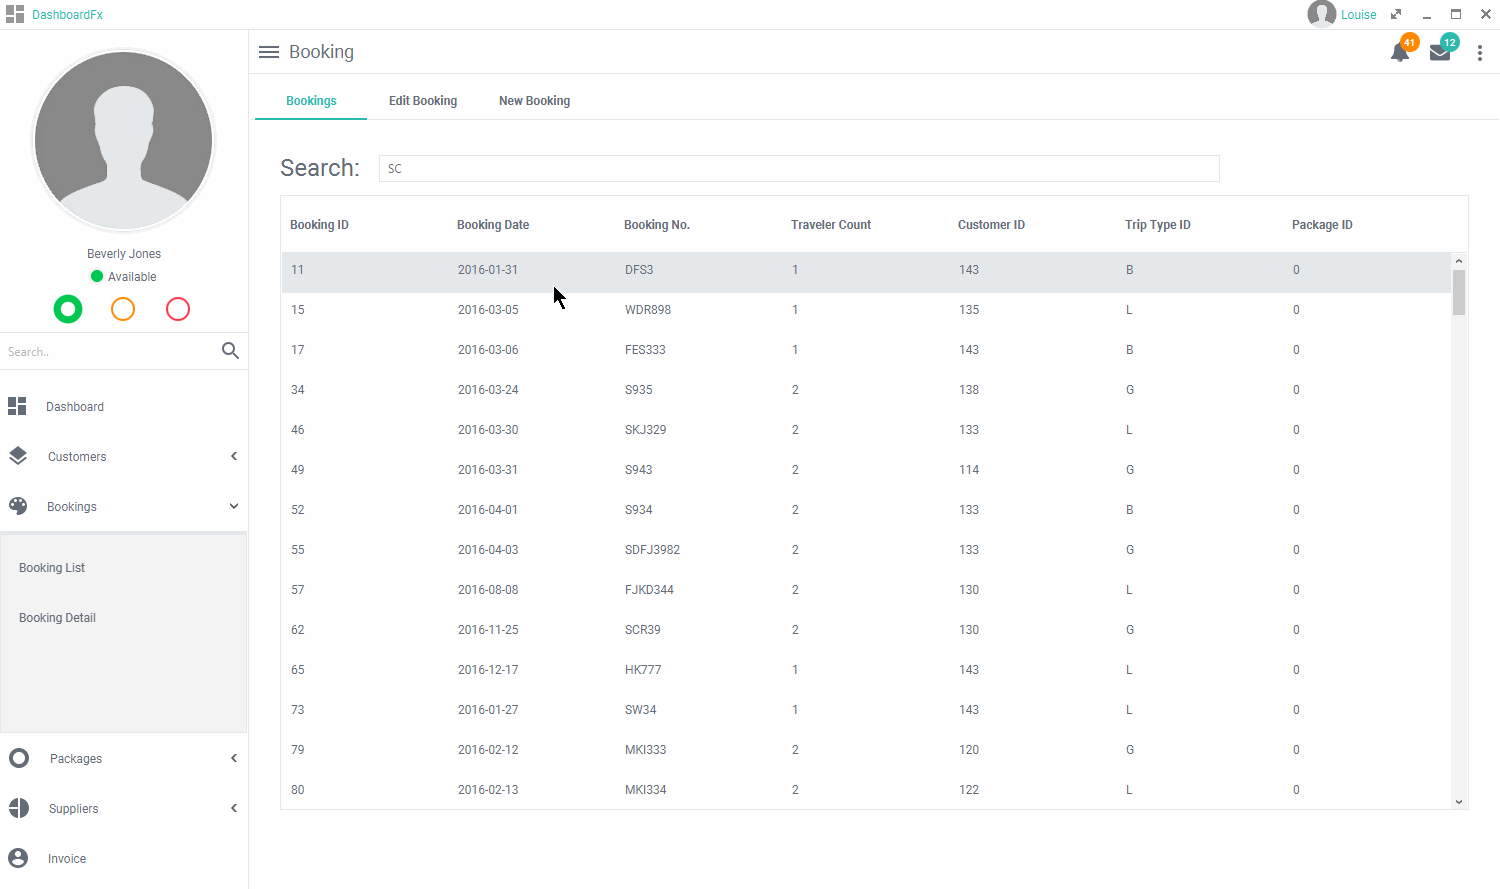 DashboardFx
Louise
Booking
41
12
Beverly Jones
Available
Search..
Dashboard
Customers
Bookings
Booking List
Booking Detail
Packages
Suppliers
Invoice
Bookings Edit Booking New Booking
Search: SC
Booking ID Booking Date Booking No. Traveler Count Customer ID Trip Type ID Package ID
11 2016-01-31 DFS3 1 143 B 0
15 2016-03-05 WDR898 1 135 L 0
17 2016-03-06 FES333 1 143 B 0
34 2016-03-24 S935 2 138 G 0
46 2016-03-30 SKJ329 2 133 L 0
49 2016-03-31 S943 2 114 G 0
52 2016-04-01 S934 2 133 B 0
55 2016-04-03 SDFJ3982 2 133 G 0
57 2016-08-08 FJKD344 2 130 L 0
62 2016-11-25 SCR39 2 130 G 0
65 2016-12-17 HK777 1 143 L 0
73 2016-01-27 SW34 1 143 L 0
79 2016-02-12 MKI333 2 120 G 0
80 2016-02-13 MKI334 2 122 L 0